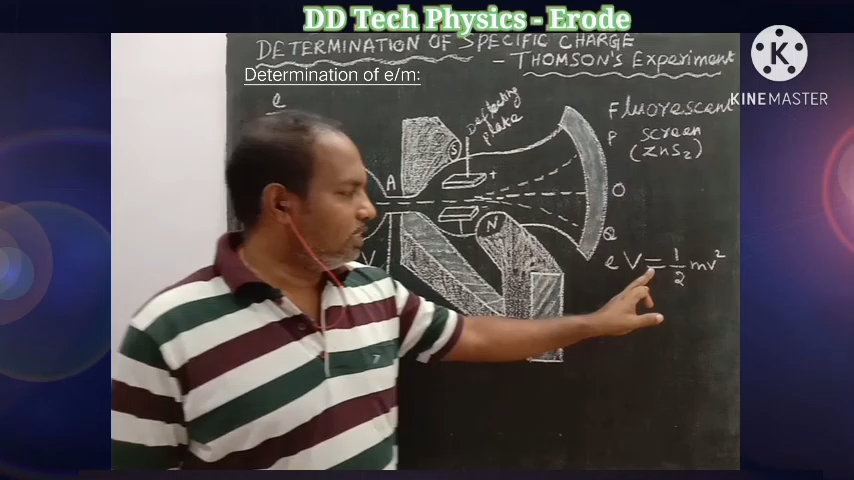 DD Tech Physics - Erode
DETERMINATION OF SPECIFIC CHARGE
- THOMSON'S Experiment
Determination of e/m:
KINEMASTER
e
Deflecting
plate
Fluorescent
screen
(ZnS2)
P
S
A
+
O
N
Q
V
eV = 1/2 mv²